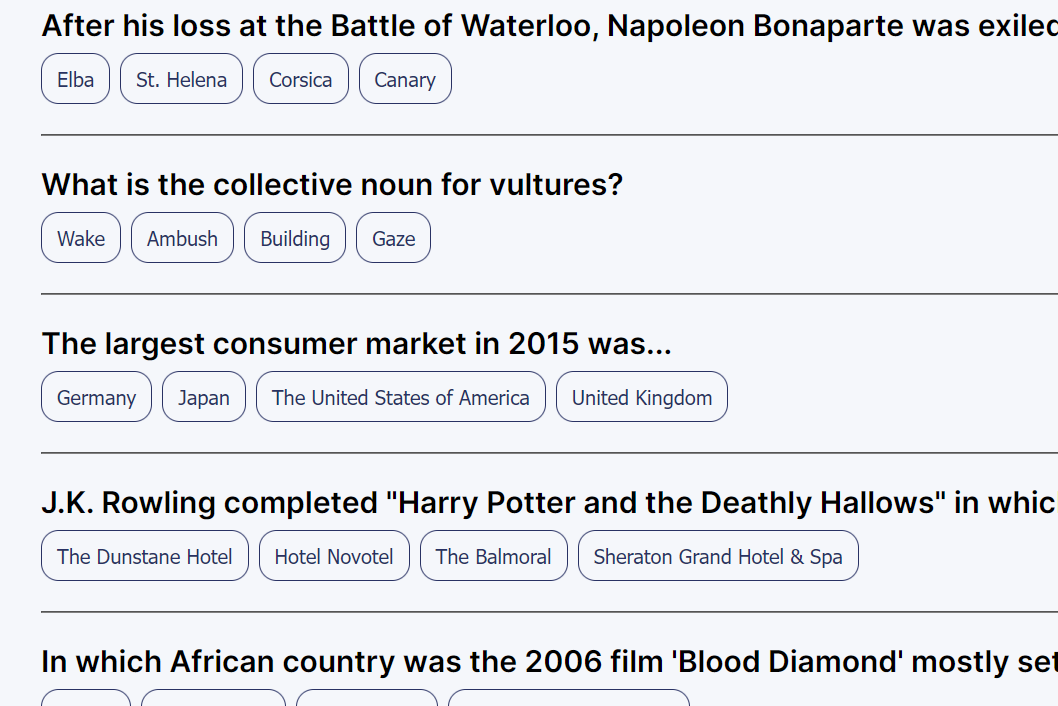 After his loss at the Battle of Waterloo, Napoleon Bonaparte was exiled
Elba St. Helena Corsica Canary
What is the collective noun for vultures?
Wake Ambush Building Gaze
The largest consumer market in 2015 was...
Germany Japan The United States of America United Kingdom
J.K. Rowling completed "Harry Potter and the Deathly Hallows" in whic
The Dunstane Hotel Hotel Novotel The Balmoral Sheraton Grand Hotel & Spa
In which African country was the 2006 film 'Blood Diamond' mostly set